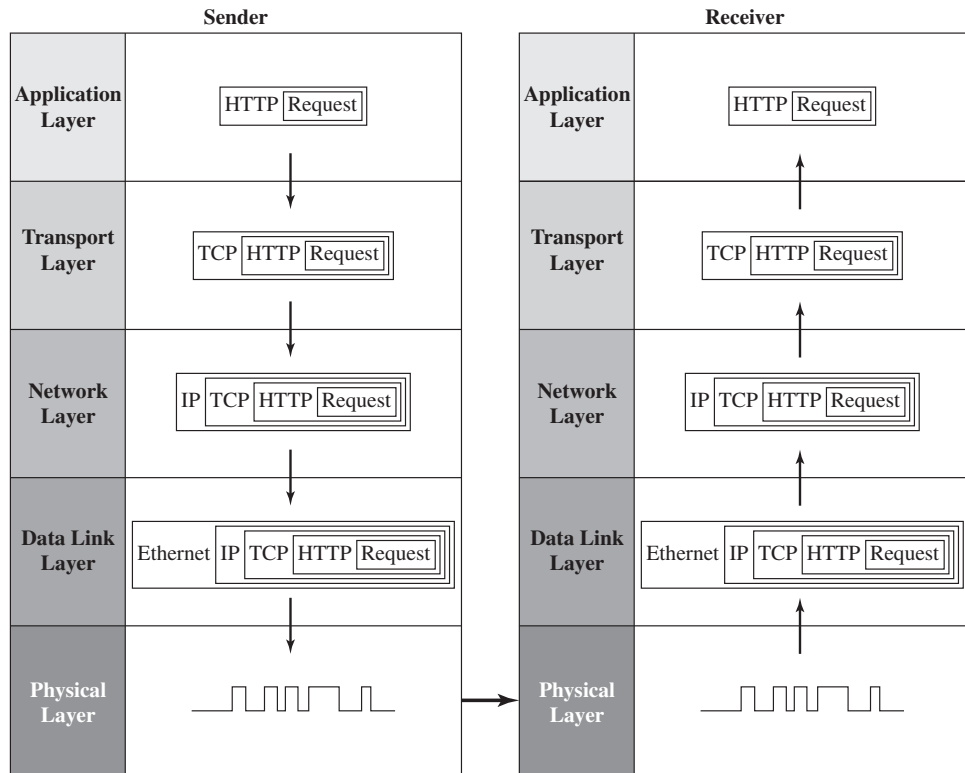 Sender
Application
Layer
HTTP Request
Transport
Layer
TCP HTTP Request
Network
Layer
IP TCP HTTP Request
Data Link
Layer
Ethernet IP TCP HTTP Request
Physical
Layer
Receiver
Application
Layer
HTTP Request
Transport
Layer
TCP HTTP Request
Network
Layer
IP TCP HTTP Request
Data Link
Layer
Ethernet IP TCP HTTP Request
Physical
Layer